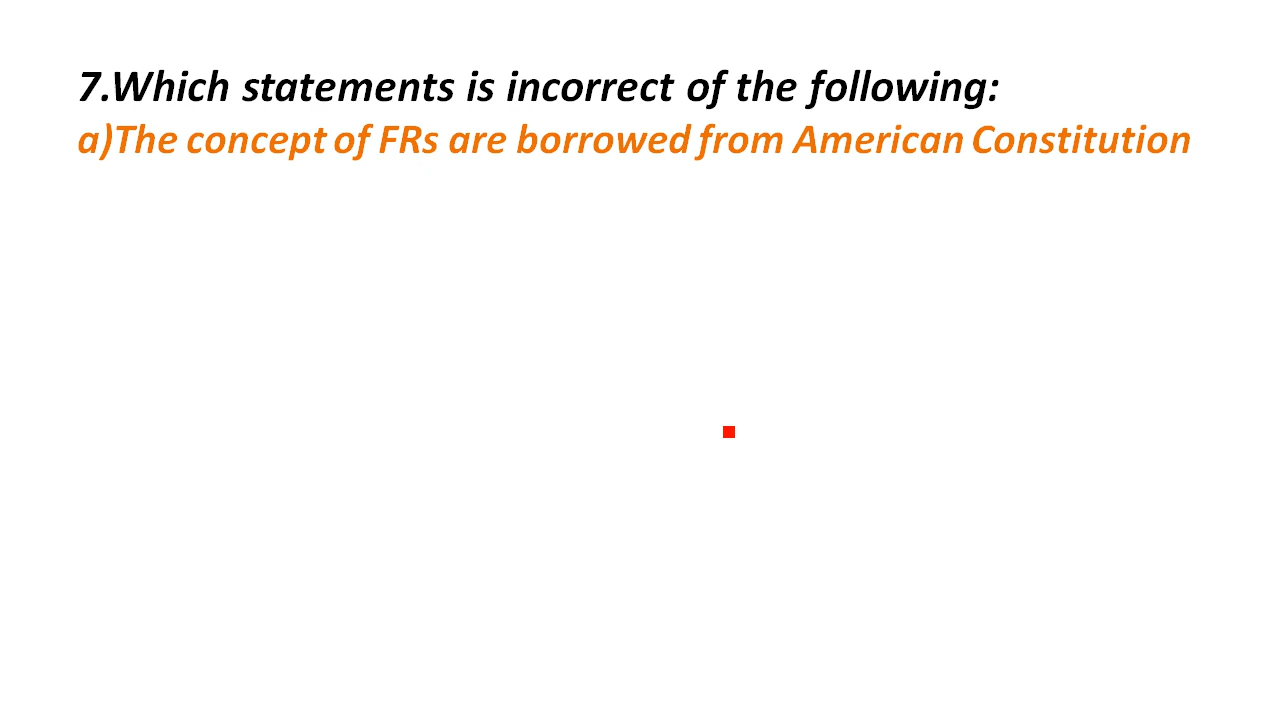 7.Which statements is incorrect of the following:
a)The concept of FRs are borrowed from American Constitution